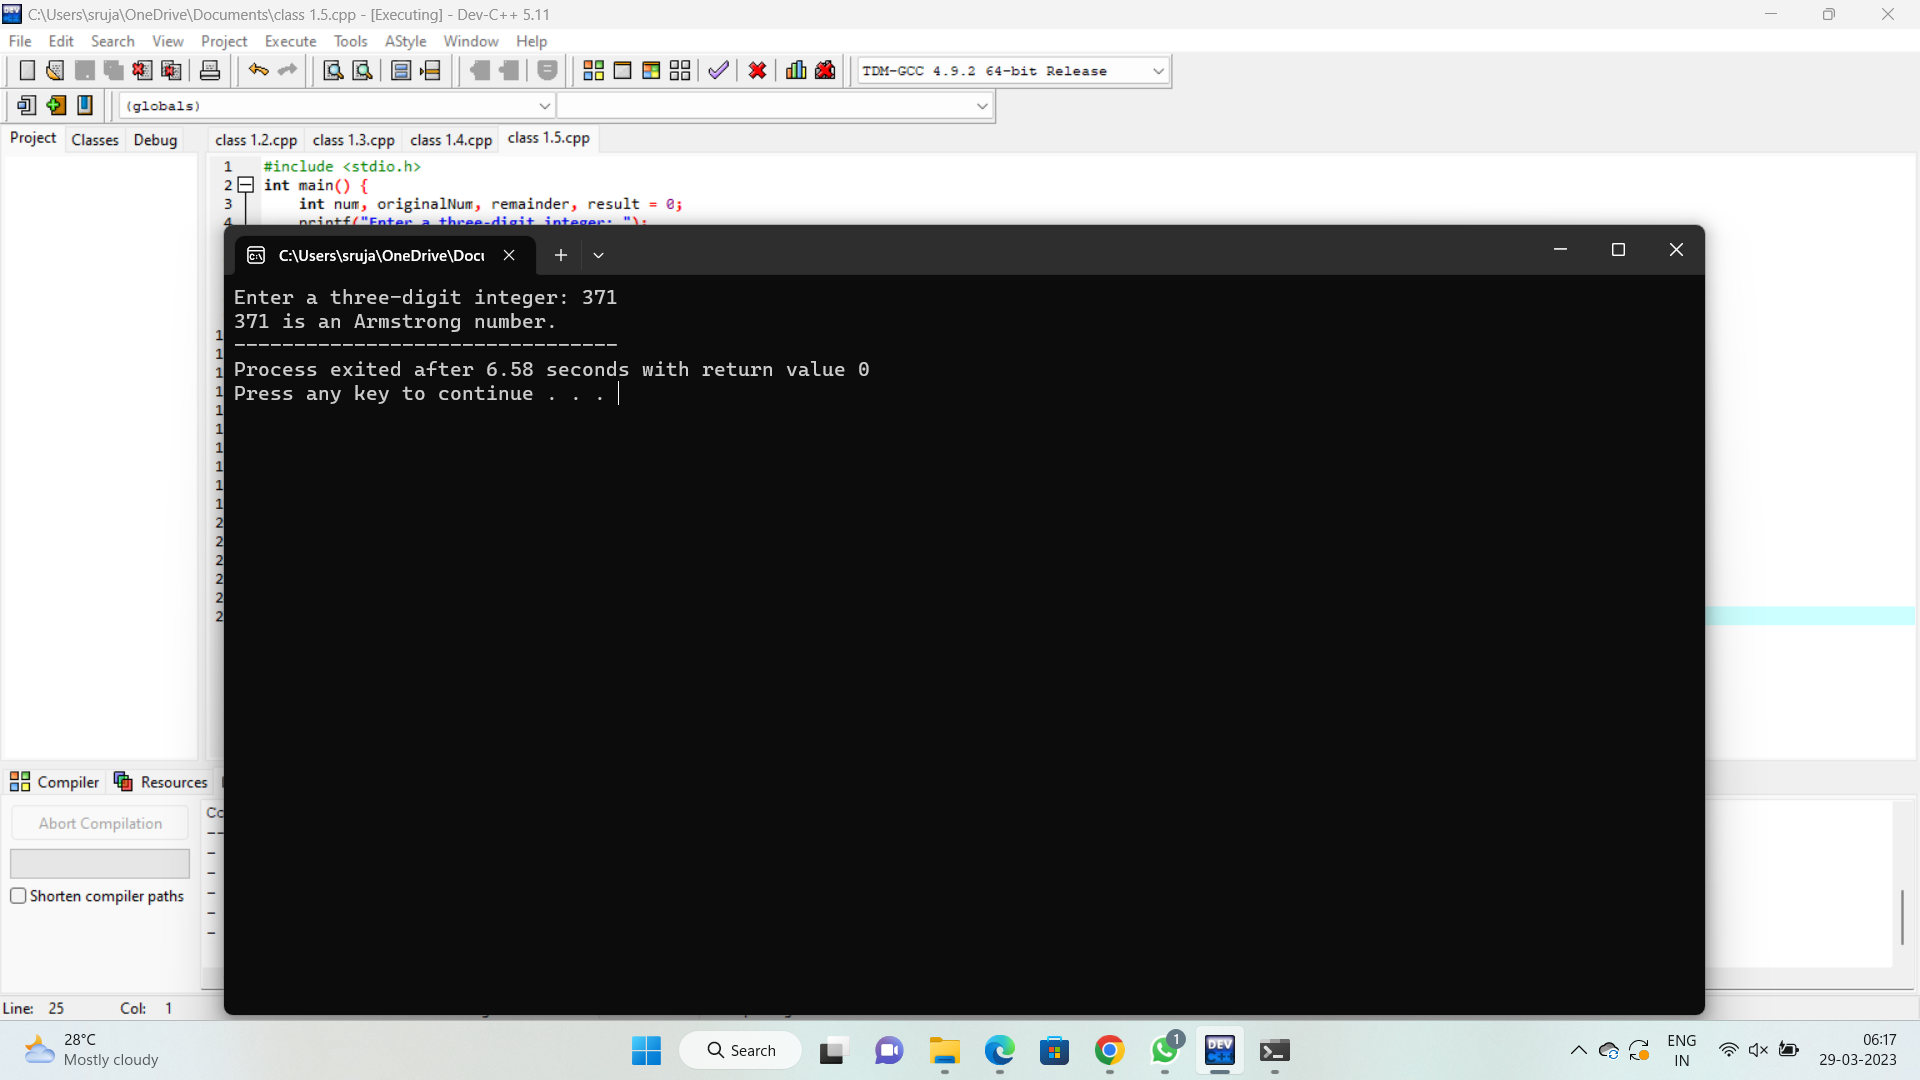 C:\Users\sruja\OneDrive\Documents\class 1.5.cpp - [Executing] - Dev-C++ 5.11
File Edit Search View Project Execute Tools AStyle Window Help
TDM-GCC 4.9.2 64-bit Release
(globals)
Project Classes Debug
class 1.2.cpp class 1.3.cpp class 1.4.cpp class 1.5.cpp
1 #include <stdio.h>
2 int main() {
3 int num, originalNum, remainder, result = 0;
4 printf("Enter a three-digit integer: ");
C:\Users\sruja\OneDrive\Docu
Enter a three-digit integer: 371
371 is an Armstrong number.
--------------------------------
Process exited after 6.58 seconds with return value 0
Press any key to continue . . .
Compiler Resources
Abort Compilation
Shorten compiler paths
Line: 25 Col: 1
28°C
Mostly cloudy
Search
1
DEV C++
ENG
IN
06:17
29-03-2023